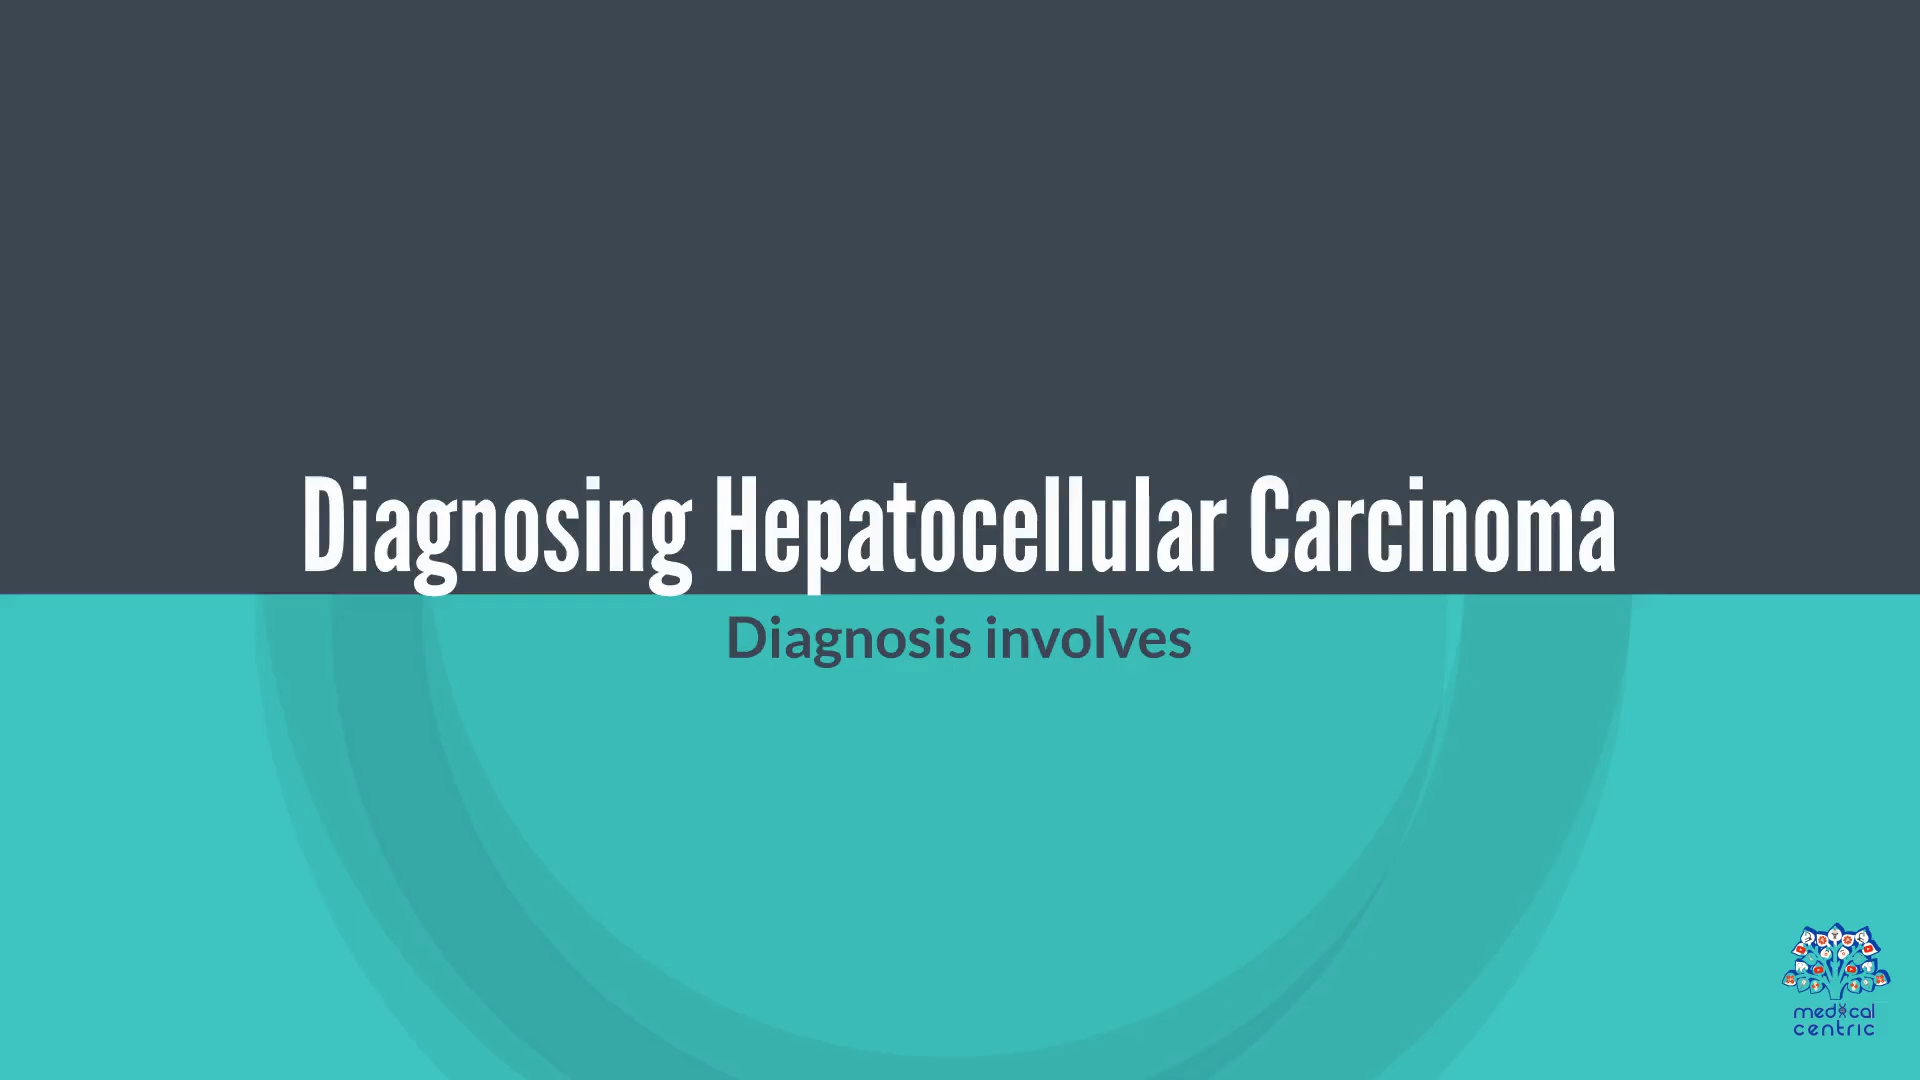 Diagnosing Hepatocellular Carcinoma
Diagnosis involves
medical
centric